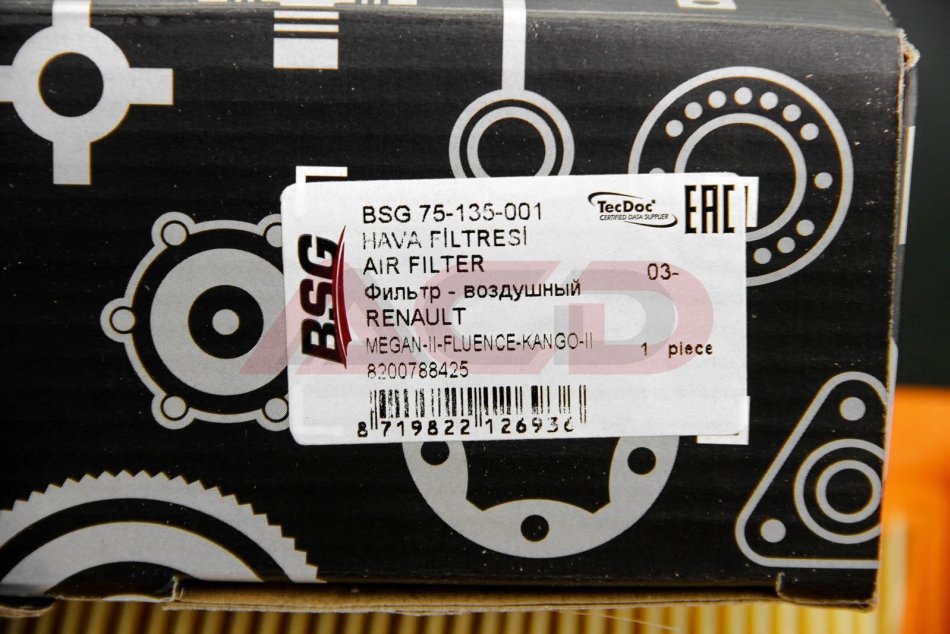 BSG 75-135-001
HAVA FİLTRESİ
AIR FILTER
Фильтр - воздушный
RENAULT
MEGAN-II-FLUENCE-KANGO-II
8200788425
8 719822 126936
TecDoc®
CERTIFIED DATA SUPPLIER
EAC
03-
1 piece
BSG
ACD